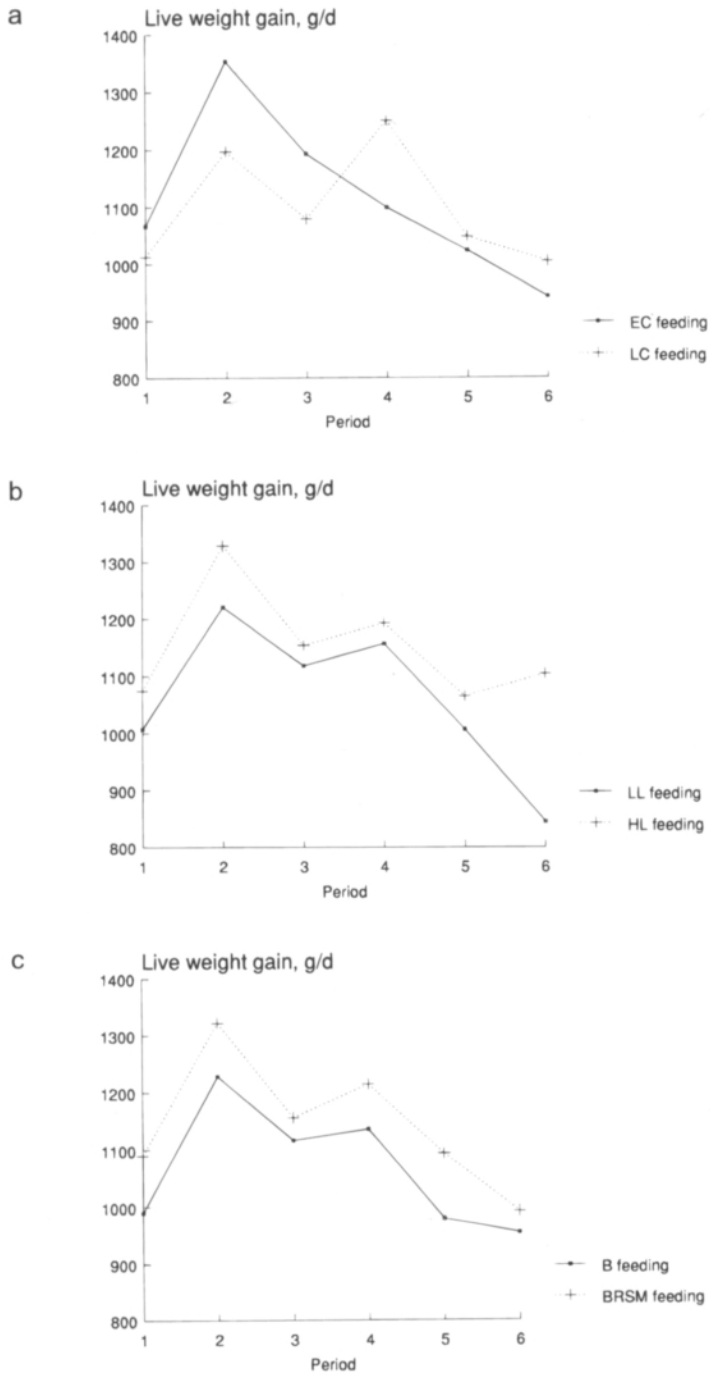 a
Live weight gain, g/d
1400
1300
1200
1100
1000
900
800
1 2 3 4 5 6
Period
EC feeding
LC feeding
b
Live weight gain, g/d
1400
1300
1200
1100
1000
900
800
1 2 3 4 5 6
Period
LL feeding
HL feeding
c
Live weight gain, g/d
1400
1300
1200
1100
1000
900
800
1 2 3 4 5 6
Period
B feeding
BRSM feeding